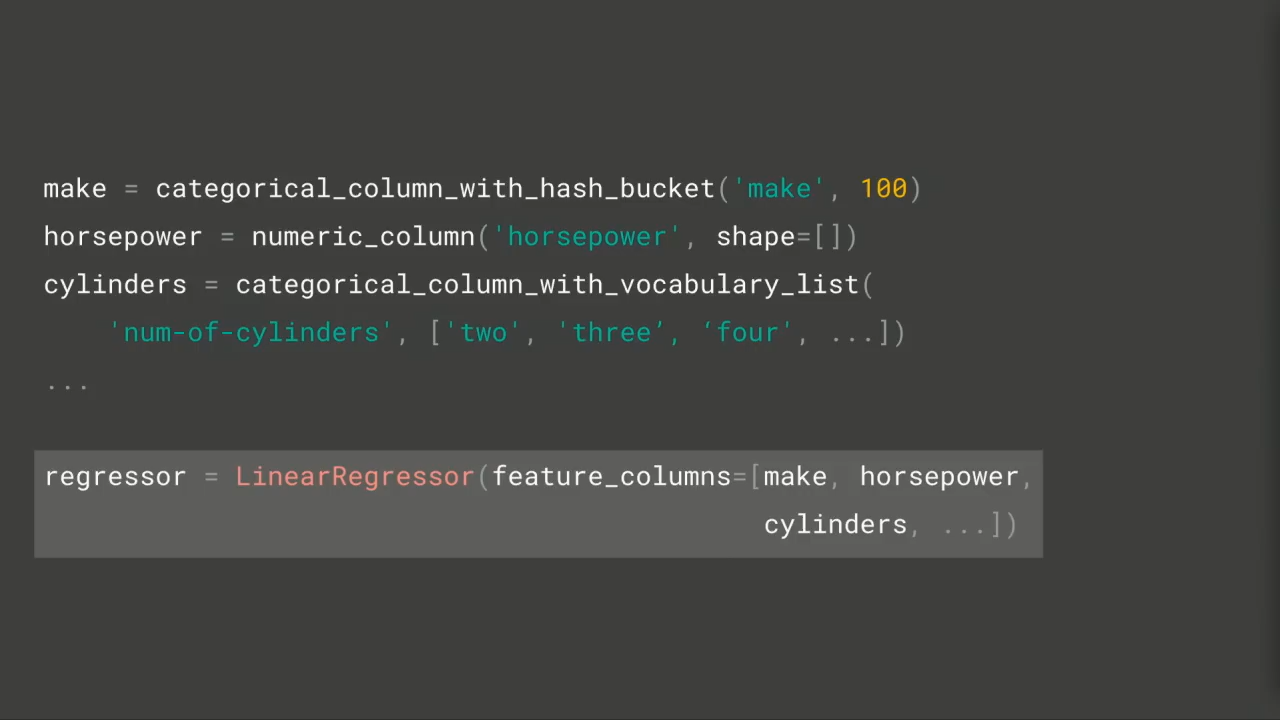 make = categorical_column_with_hash_bucket('make', 100)
horsepower = numeric_column('horsepower', shape=[])
cylinders = categorical_column_with_vocabulary_list(
    'num-of-cylinders', ['two', 'three’, ‘four', ...])
...
regressor = LinearRegressor(feature_columns=[make, horsepower,
                                             cylinders, ...])